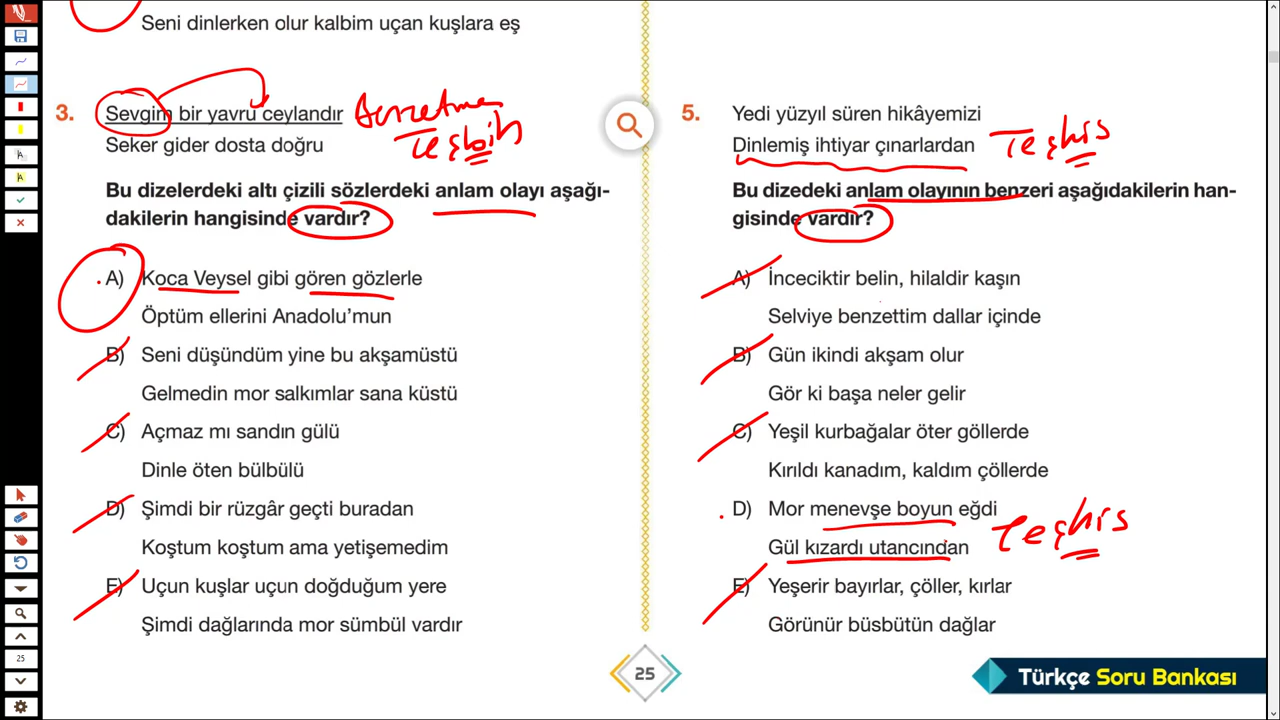 Seni dinlerken olur kalbim uçan kuşlara eş
3. Sevgim bir yavru ceylandır
Benzetme
Teşbih
Seker gider dosta doğru
Bu dizelerdeki altı çizili sözlerdeki anlam olayı aşağı-
dakilerin hangisinde vardır?
A) Koca Veysel gibi gören gözlerle
Öptüm ellerini Anadolu’mun
B) Seni düşündüm yine bu akşamüstü
Gelmedin mor salkımlar sana küstü
C) Açmaz mı sandın gülü
Dinle öten bülbülü
D) Şimdi bir rüzgâr geçti buradan
Koştum koştum ama yetişemedim
E) Uçun kuşlar uçun doğduğum yere
Şimdi dağlarında mor sümbül vardır
5. Yedi yüzyıl süren hikâyemizi
Dinlemiş ihtiyar çınarlardan
Teşhis
Bu dizedeki anlam olayının benzeri aşağıdakilerin han-
gisinde vardır?
A) İnceciktir belin, hilaldir kaşın
Selviye benzettim dallar içinde
B) Gün ikindi akşam olur
Gör ki başa neler gelir
C) Yeşil kurbağalar öter göllerde
Kırıldı kanadım, kaldım çöllerde
D) Mor menevşe boyun eğdi
Gül kızardı utancından
Teşhis
E) Yeşerir bayırlar, çöller, kırlar
Görünür büsbütün dağlar
25
Türkçe Soru Bankası
25